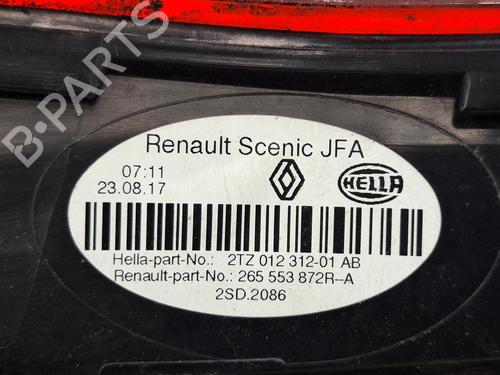 B-PARTS
Renault Scenic JFA
07:11
23.08.17
HELLA
Hella-part-No.: 2TZ 012 312-01 AB
Renault-part-No.: 265 553 872R--A
2SD.2086